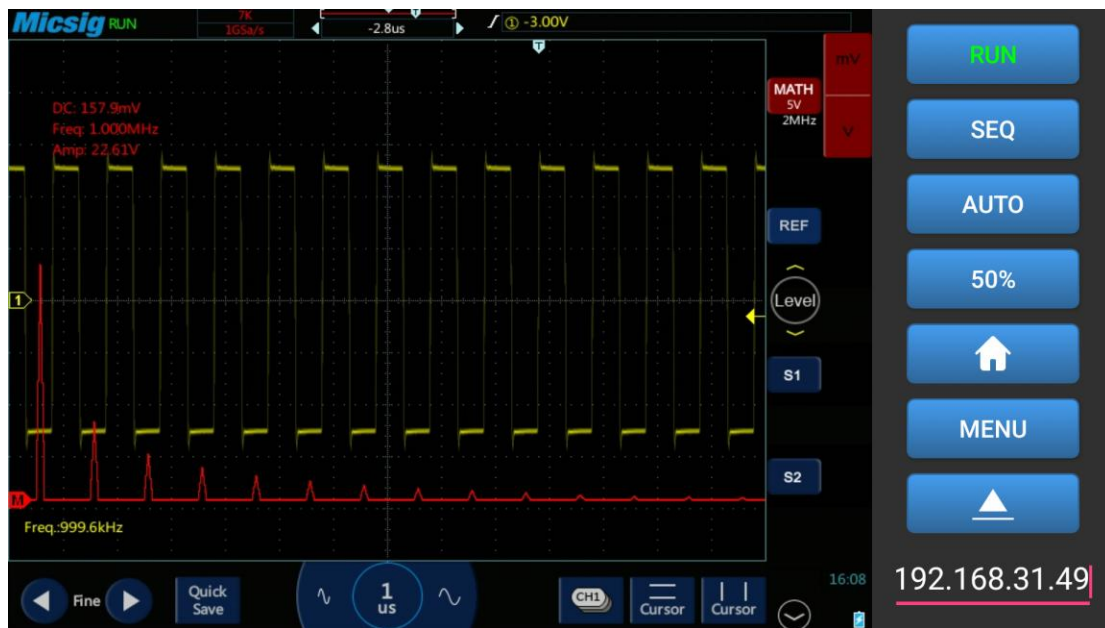 Micsig RUN
7K
1GSa/s
T
-2.8us
① -3.00V
T
mV
V
MATH
5V
2MHz
DC: 157.9mV
Freq: 1.000MHz
Amp: 22.61V
REF
1
Level
S1
S2
M
Freq.:999.6kHz
Fine
Quick
Save
1
us
CH1
Cursor
Cursor
16:08
RUN
SEQ
AUTO
50%
MENU
192.168.31.49